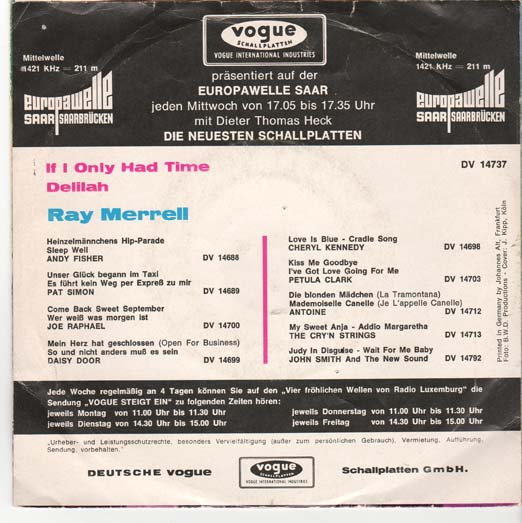 vogue
SCHALLPLATTEN
VOGUE INTERNATIONAL INDUSTRIES
Mittelwelle
1421 KHz = 211 m
europawelle
SAAR SAARBRÜCKEN
präsentiert auf der
EUROPAWELLE SAAR
jeden Mittwoch von 17.05 bis 17.35 Uhr
mit Dieter Thomas Heck
DIE NEUESTEN SCHALLPLATTEN
Mittelwelle
1421 KHz = 211 m
europawelle
SAAR SAARBRÜCKEN
If I Only Had Time
Delilah
DV 14737
Ray Merrell
Heinzelmännchens Hip-Parade
Sleep Well
ANDY FISHER DV 14688
Unser Glück begann im Taxi
Es führt kein Weg per Expreß zu mir
PAT SIMON DV 14689
Come Back Sweet September
Wer weiß was morgen ist
JOE RAPHAEL DV 14700
Mein Herz hat geschlossen (Open For Business)
So und nicht anders muß es sein
DAISY DOOR DV 14699
Love Is Blue - Cradle Song
CHERYL KENNEDY DV 14698
Kiss Me Goodbye
I've Got Love Going For Me
PETULA CLARK DV 14703
Die blonden Mädchen (La Tramontana)
Mademoiselle Canelle (Je L'appelle Canelle)
ANTOINE DV 14712
My Sweet Anja - Addio Margaretha
THE CRY'N STRINGS DV 14713
Judy In Disguise - Wait For Me Baby
JOHN SMITH And The New Sound DV 14792
Printed in Germany by Johannes Alt, Frankfurt
Foto: B.W.D. Productions - Cover: J. Kipp, Köln
Jede Woche regelmäßig an 4 Tagen können Sie auf den „Vier fröhlichen Wellen von Radio Luxemburg" die
Sendung „VOGUE STEIGT EIN" zu folgenden Zeiten hören:
jeweils Montag von 11.00 Uhr bis 11.30 Uhr
jeweils Dienstag von 14.30 Uhr bis 15.00 Uhr
jeweils Donnerstag von 11.00 Uhr bis 11.30 Uhr
jeweils Freitag von 14.30 Uhr bis 15.00 Uhr
„Urheber- und Leistungsschutzrechte, besonders Vervielfältigung (außer zum persönlichen Gebrauch), Vermietung, Aufführung,
Sendung, vorbehalten."
DEUTSCHE VOGUE
vogue
SCHALLPLATTEN
VOGUE INTERNATIONAL INDUSTRIES
Schallplatten GmbH.